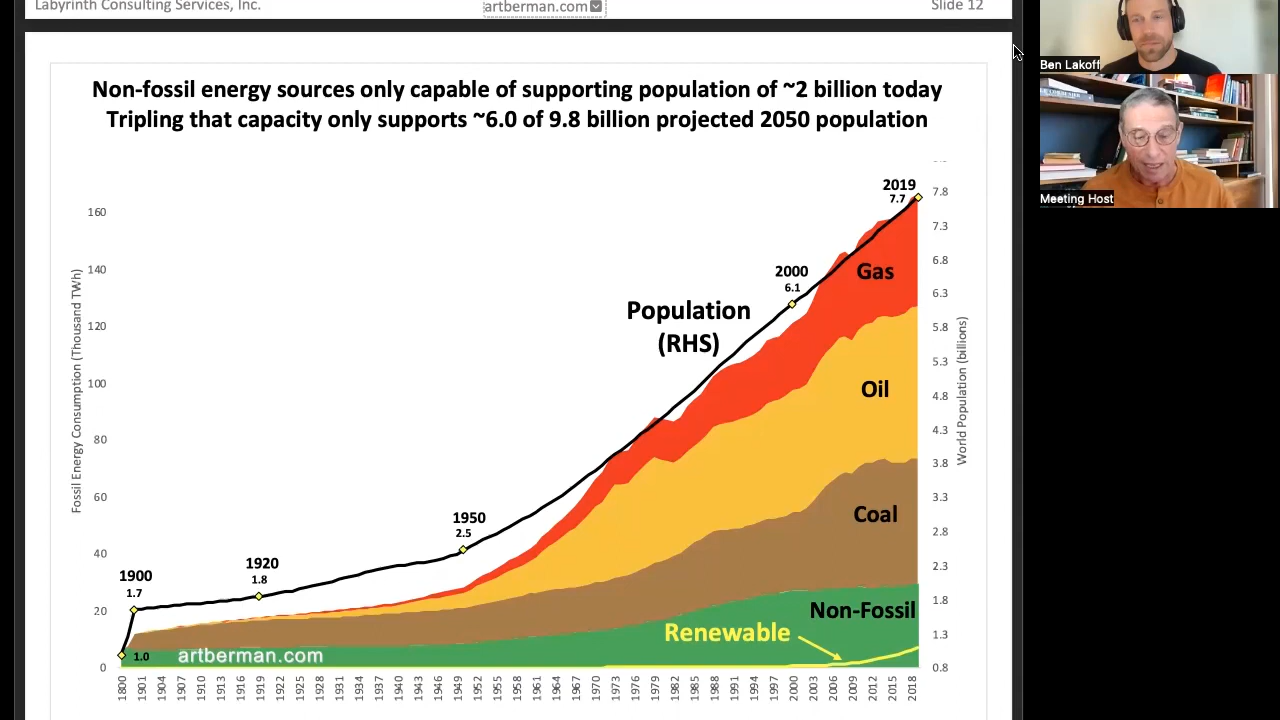 Labyrinth Consulting Services, Inc.
artberman.com
Slide 12
Non-fossil energy sources only capable of supporting population of ~2 billion today
Tripling that capacity only supports ~6.0 of 9.8 billion projected 2050 population
Fossil Energy Consumption (Thousand TWh)
160
140
120
100
80
60
40
20
0
1900
1.7
1.0
1920
1.8
1950
2.5
2000
6.1
2019
7.7
Population
(RHS)
Gas
Oil
Coal
Non-Fossil
Renewable
artberman.com
7.8
7.3
6.8
6.3
5.8
5.3
4.8
4.3
3.8
3.3
2.8
2.3
1.8
1.3
0.8
World Population (billions)
1800 1901 1904 1907 1910 1913 1916 1919 1922 1925 1928 1931 1934 1937 1940 1943 1946 1949 1952 1955 1958 1961 1964 1967 1970 1973 1976 1979 1982 1985 1988 1991 1994 1997 2000 2003 2006 2009 2012 2015 2018
Ben Lakoff
Meeting Host